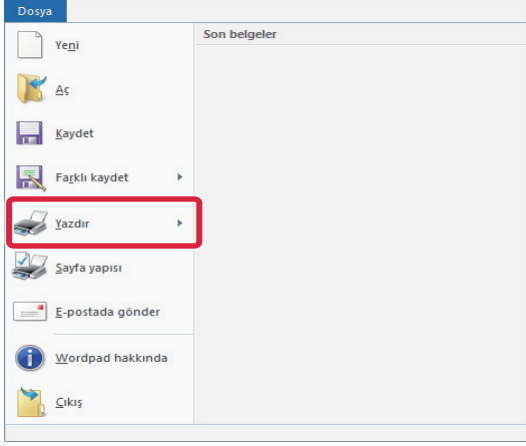 Dosya
Son belgeler
Yeni
Aç
Kaydet
Farklı kaydet
Yazdır
Sayfa yapısı
E-postada gönder
Wordpad hakkında
Çıkış